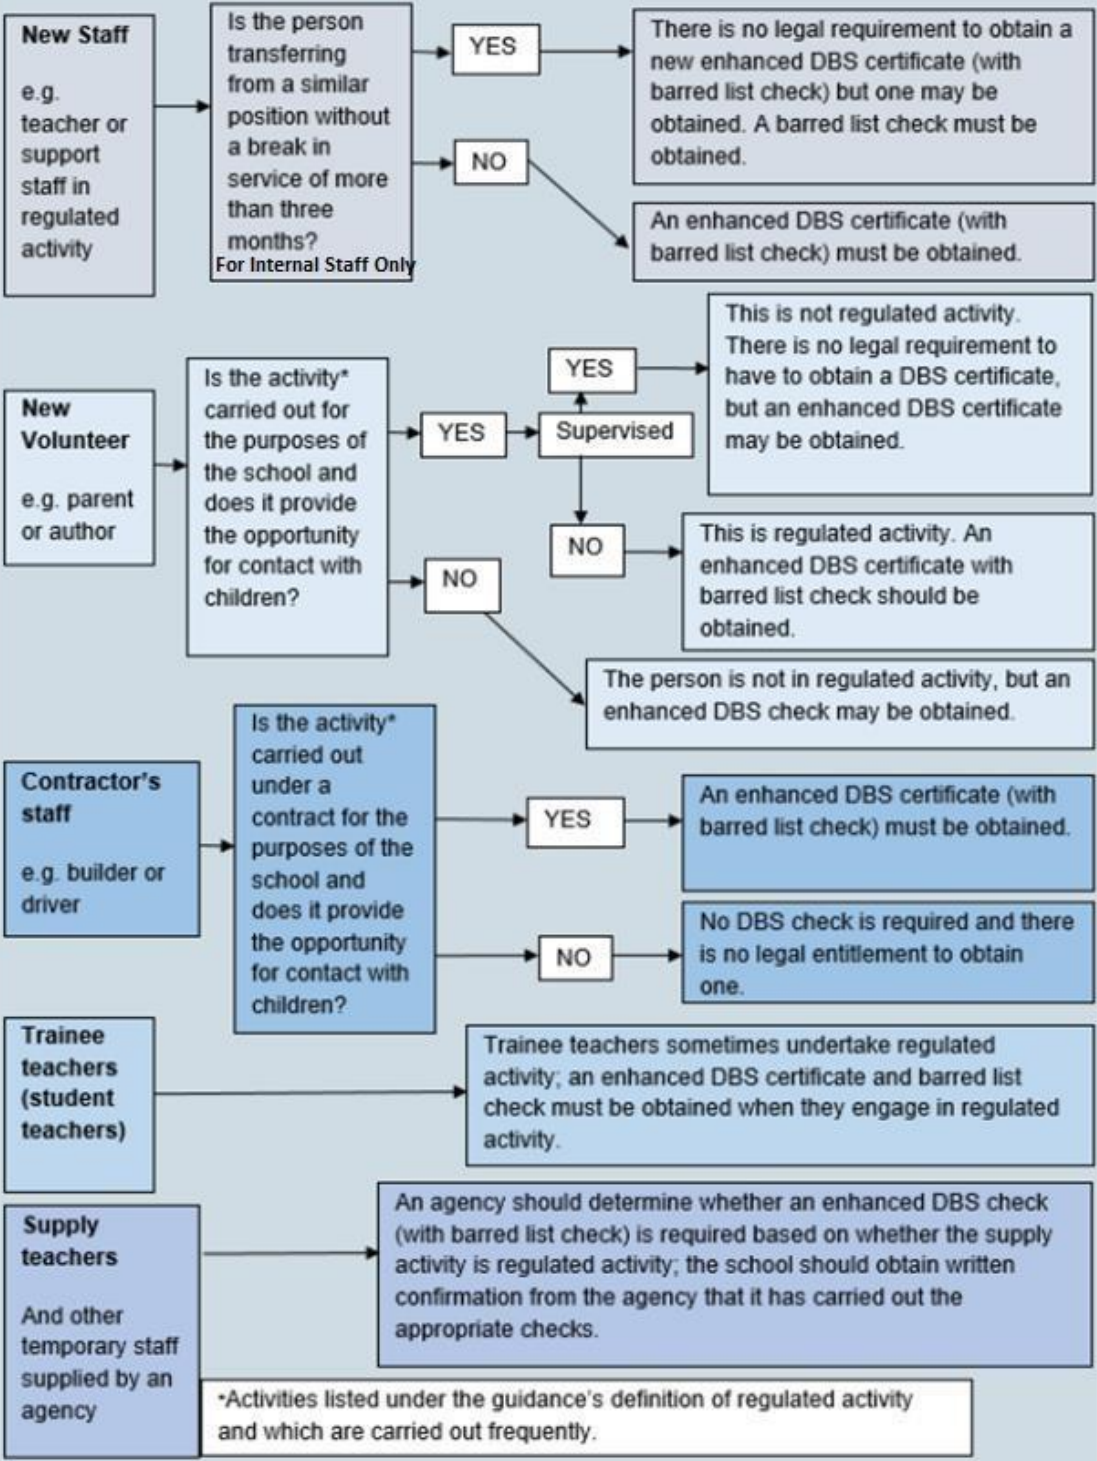 New Staff
e.g.
teacher or
support
staff in
regulated
activity
Is the person
transferring
from a similar
position without
a break in
service of more
than three
months?
For Internal Staff Only
YES
There is no legal requirement to obtain a
new enhanced DBS certificate (with
barred list check) but one may be
obtained. A barred list check must be
obtained.
NO
An enhanced DBS certificate (with
barred list check) must be obtained.
New
Volunteer
e.g. parent
or author
Is the activity*
carried out for
the purposes of
the school and
does it provide
the opportunity
for contact with
children?
YES
Supervised
YES
This is not regulated activity.
There is no legal requirement to
have to obtain a DBS certificate,
but an enhanced DBS certificate
may be obtained.
NO
This is regulated activity. An
enhanced DBS certificate with
barred list check should be
obtained.
NO
The person is not in regulated activity, but an
enhanced DBS check may be obtained.
Contractor's
staff
e.g. builder or
driver
Is the activity*
carried out
under a
contract for the
purposes of the
school and
does it provide
the opportunity
for contact with
children?
YES
An enhanced DBS certificate (with
barred list check) must be obtained.
NO
No DBS check is required and there
is no legal entitlement to obtain
one.
Trainee
teachers
(student
teachers)
Trainee teachers sometimes undertake regulated
activity; an enhanced DBS certificate and barred list
check must be obtained when they engage in regulated
activity.
Supply
teachers
And other
temporary staff
supplied by an
agency
An agency should determine whether an enhanced DBS check
(with barred list check) is required based on whether the supply
activity is regulated activity; the school should obtain written
confirmation from the agency that it has carried out the
appropriate checks.
*Activities listed under the guidance's definition of regulated activity
and which are carried out frequently.